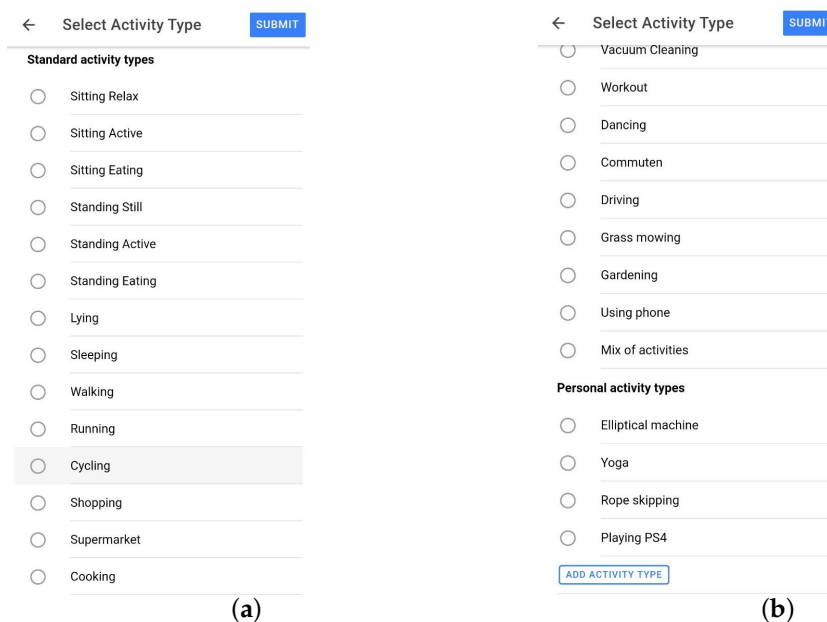 Select Activity Type
SUBMIT
Standard activity types
Sitting Relax
Sitting Active
Sitting Eating
Standing Still
Standing Active
Standing Eating
Lying
Sleeping
Walking
Running
Cycling
Shopping
Supermarket
Cooking
(a)
Select Activity Type
SUBMIT
Vacuum Cleaning
Workout
Dancing
Commuten
Driving
Grass mowing
Gardening
Using phone
Mix of activities
Personal activity types
Elliptical machine
Yoga
Rope skipping
Playing PS4
ADD ACTIVITY TYPE
(b)